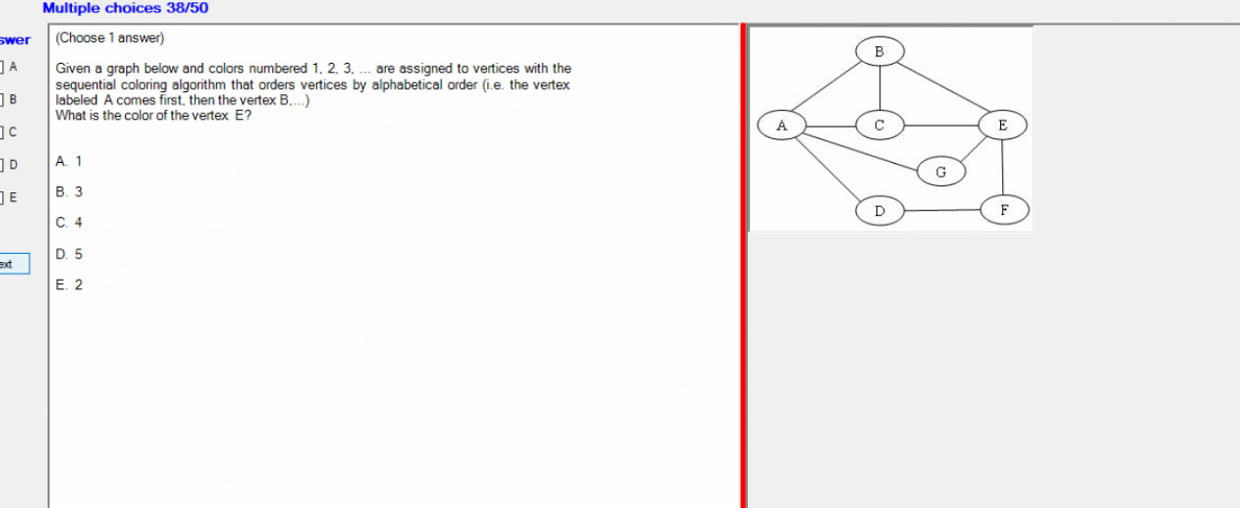 Multiple choices 38/50
swer
(Choose 1 answer)
A
Given a graph below and colors numbered 1, 2, 3, ... are assigned to vertices with the
sequential coloring algorithm that orders vertices by alphabetical order (i.e. the vertex
B
labeled A comes first, then the vertex B,...)
What is the color of the vertex E?
C
D
A. 1
E
B. 3
C. 4
D. 5
ext
E. 2
B
A
C
E
G
D
F